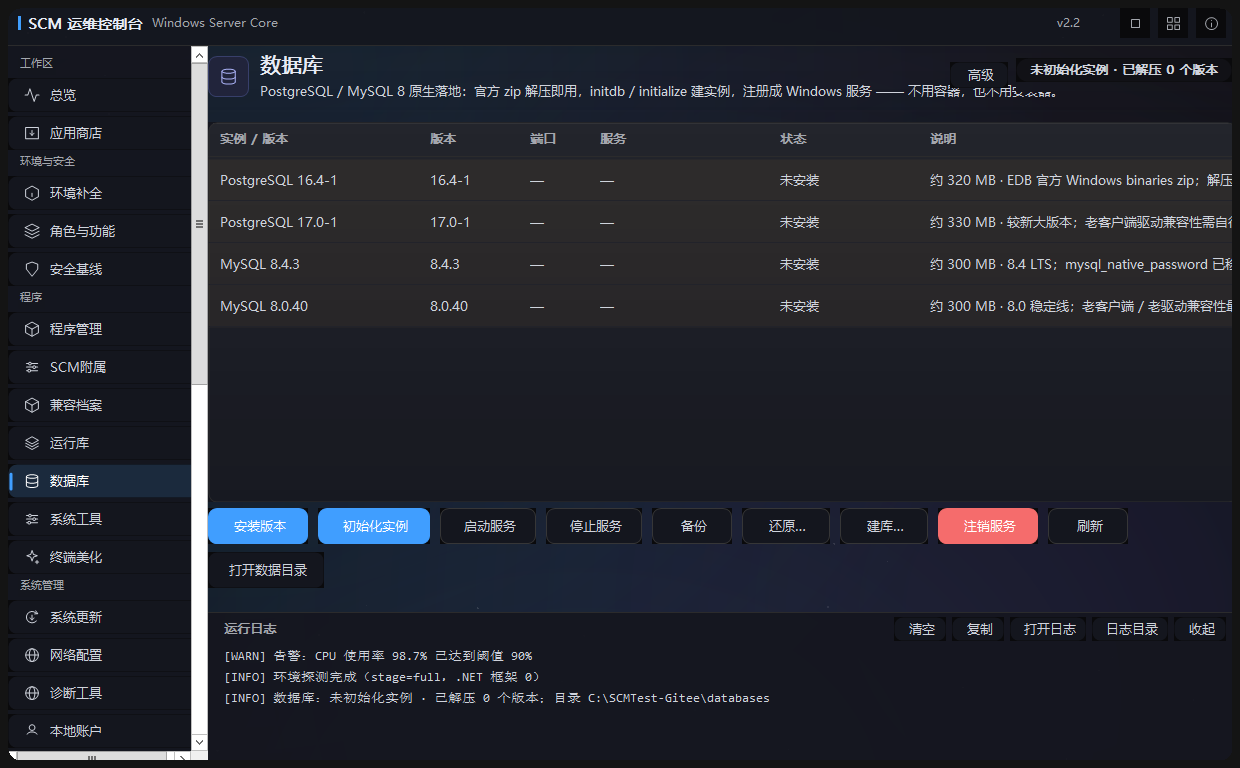 SCM 运维控制台 Windows Server Core v2.2
工作区
总览
应用商店
环境与安全
环境补全
角色与功能
安全基线
程序
程序管理
SCM附属
兼容档案
运行库
数据库
系统工具
终端美化
系统管理
系统更新
网络配置
诊断工具
本地账户
数据库
高级
未初始化实例 · 已解压 0 个版本
PostgreSQL / MySQL 8 原生落地：官方 zip 解压即用，initdb / initialize 建实例，注册成 Windows 服务 —— 不用容器，也不用安装器。
实例 / 版本 版本 端口 服务 状态 说明
PostgreSQL 16.4-1 16.4-1 — — 未安装 约 320 MB · EDB 官方 Windows binaries zip；解压
PostgreSQL 17.0-1 17.0-1 — — 未安装 约 330 MB · 较新大版本；老客户端驱动兼容性需自行
MySQL 8.4.3 8.4.3 — — 未安装 约 300 MB · 8.4 LTS；mysql_native_password 已移
MySQL 8.0.40 8.0.40 — — 未安装 约 300 MB · 8.0 稳定线；老客户端 / 老驱动兼容性最
安装版本 初始化实例 启动服务 停止服务 备份 还原... 建库... 注销服务 刷新
打开数据目录
运行日志 清空 复制 打开日志 日志目录 收起
[WARN] 告警：CPU 使用率 98.7% 已达到阈值 90%
[INFO] 环境探测完成（stage=full，.NET 框架 0）
[INFO] 数据库：未初始化实例 · 已解压 0 个版本；目录 C:\SCMTest-Gitee\databases